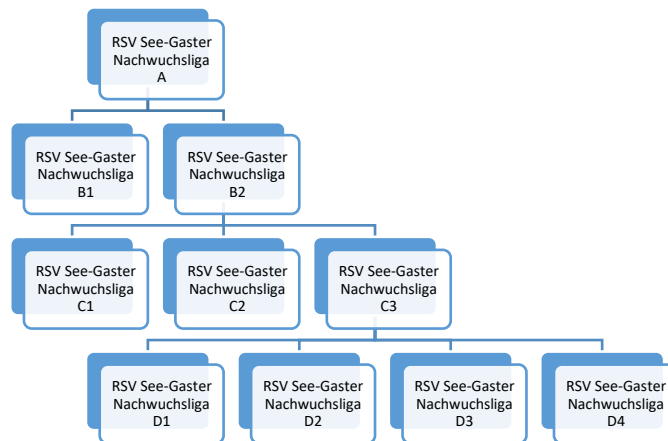 RSV See-Gaster
Nachwuchsliga
A
RSV See-Gaster
Nachwuchsliga
B1
RSV See-Gaster
Nachwuchsliga
B2
RSV See-Gaster
Nachwuchsliga
C1
RSV See-Gaster
Nachwuchsliga
C2
RSV See-Gaster
Nachwuchsliga
C3
RSV See-Gaster
Nachwuchsliga
D1
RSV See-Gaster
Nachwuchsliga
D2
RSV See-Gaster
Nachwuchsliga
D3
RSV See-Gaster
Nachwuchsliga
D4